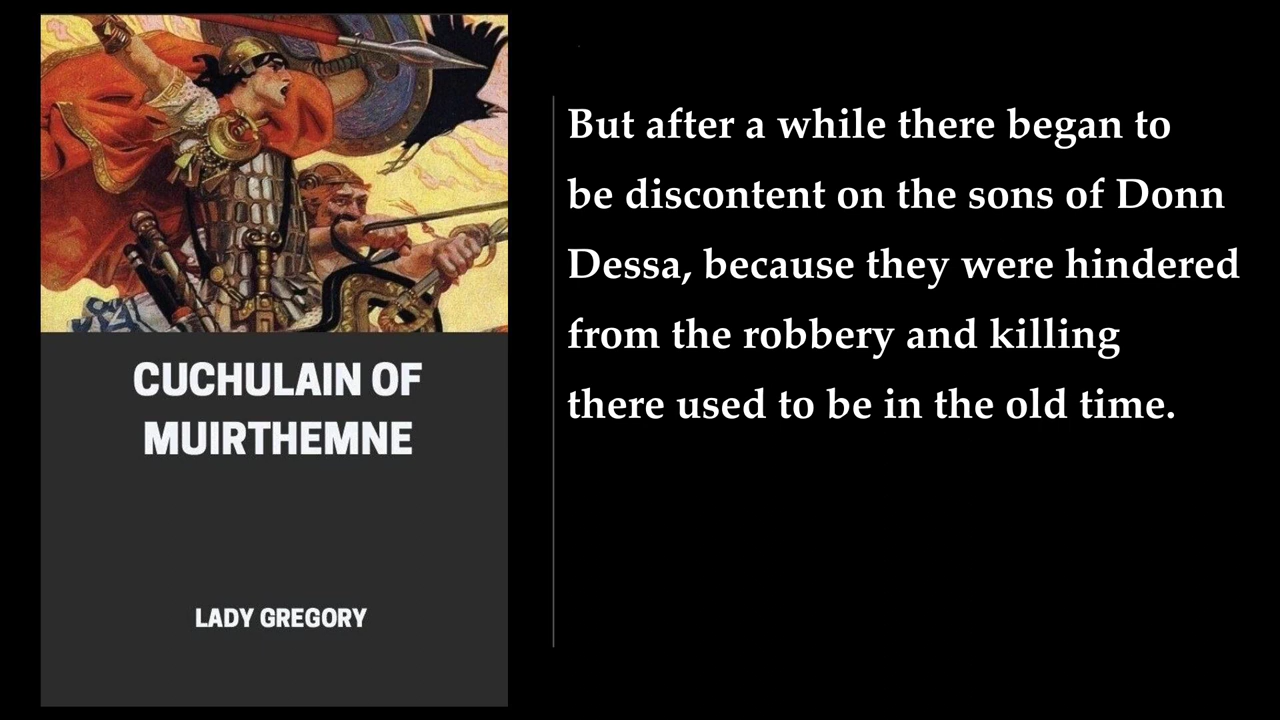 CUCHULAIN OF
MUIRTHEMNE
LADY GREGORY
But after a while there began to
be discontent on the sons of Donn
Dessa, because they were hindered
from the robbery and killing
there used to be in the old time.